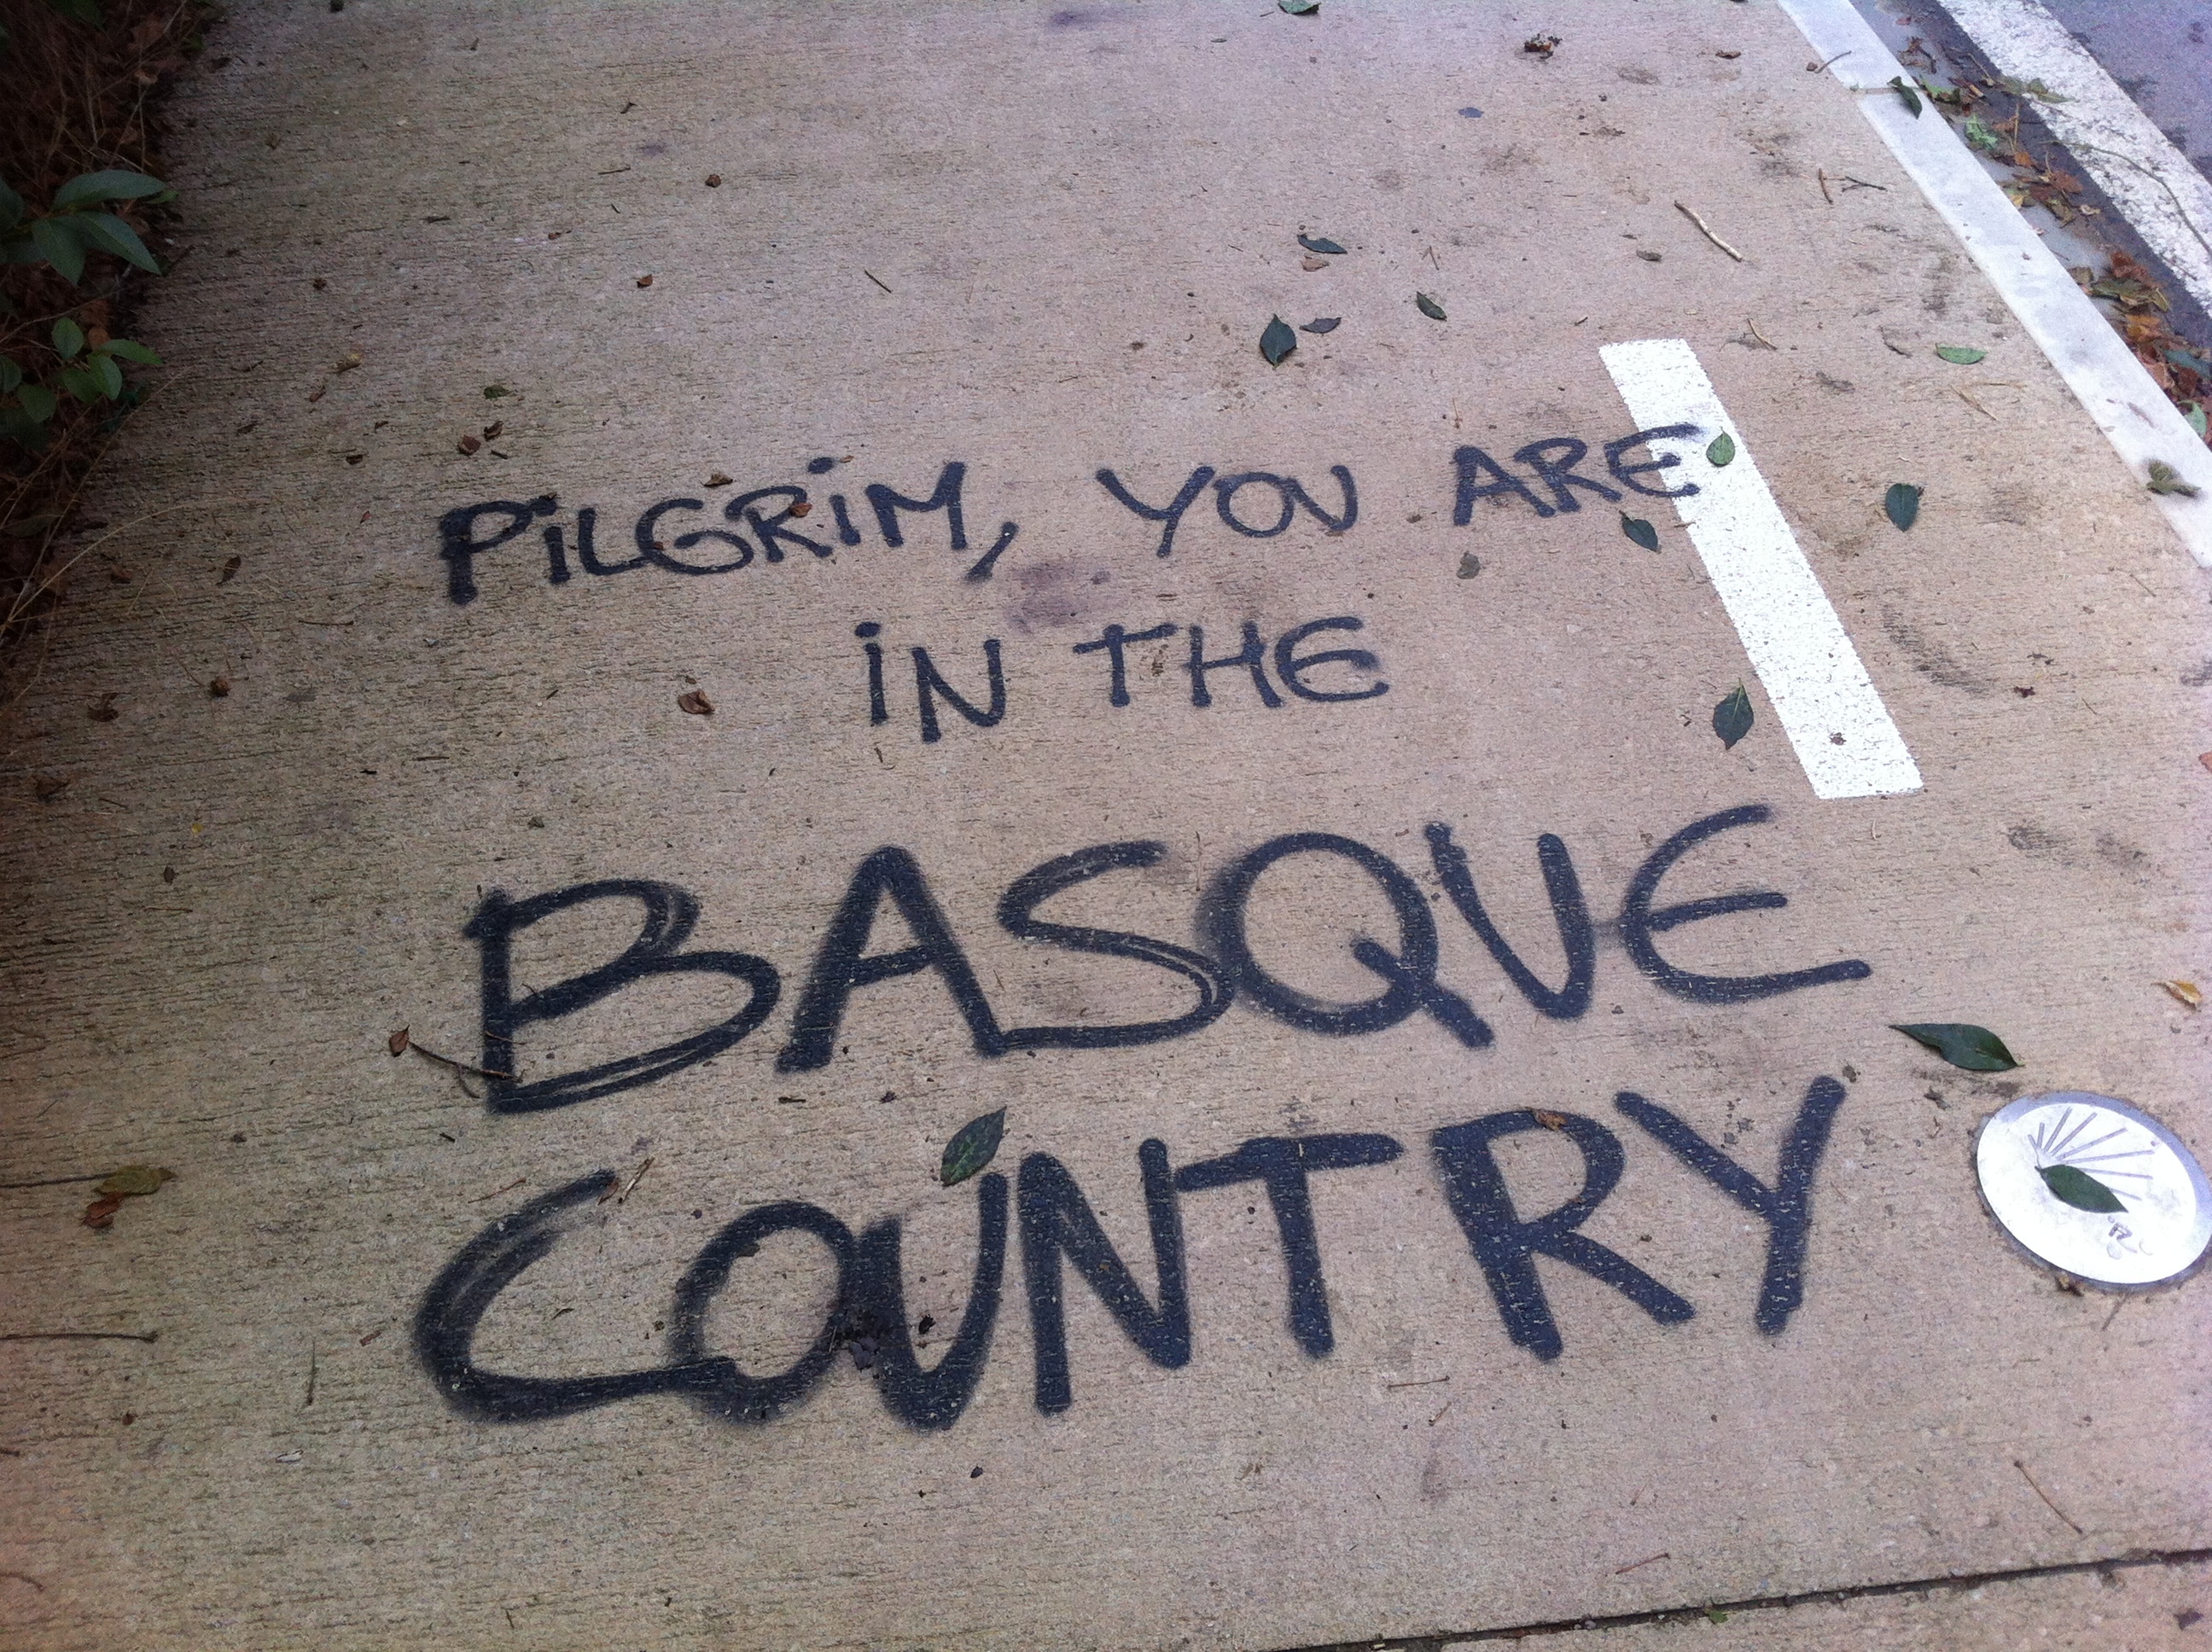 PiLGRiM, YOU ARE
iN THE
BASQUE
COUNTRY